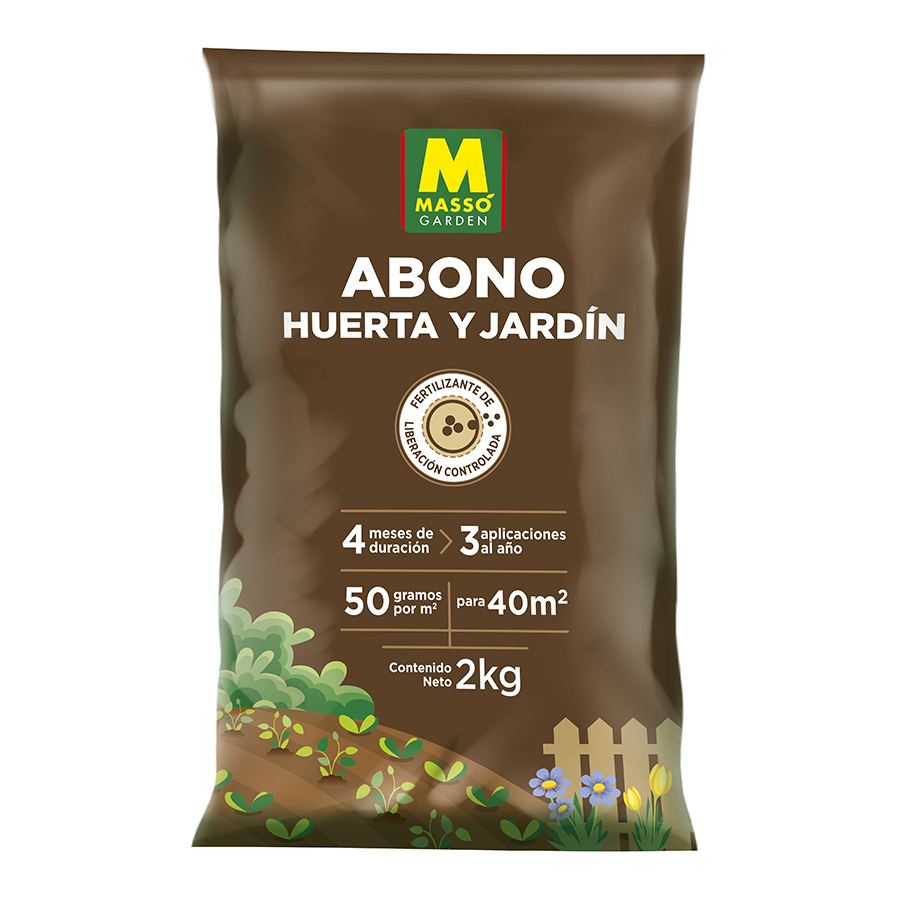 M
MASSÓ
GARDEN
ABONO
HUERTA Y JARDÍN
FERTILIZANTE DE
LIBERACIÓN CONTROLADA
4 meses de duración > 3 aplicaciones al año
50 gramos por m² para 40m²
Contenido Neto 2kg